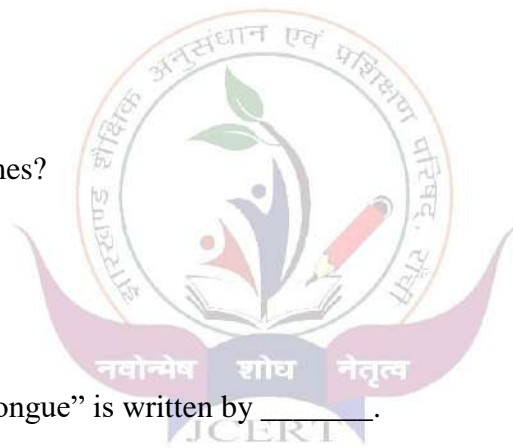 झारखण्ड शैक्षिक अनुसंधान एवं प्रशिक्षण परिषद्, राँची
nes?
नवोन्मेष शोध नेतृत्व
ongue” is written by _______.
JCERT